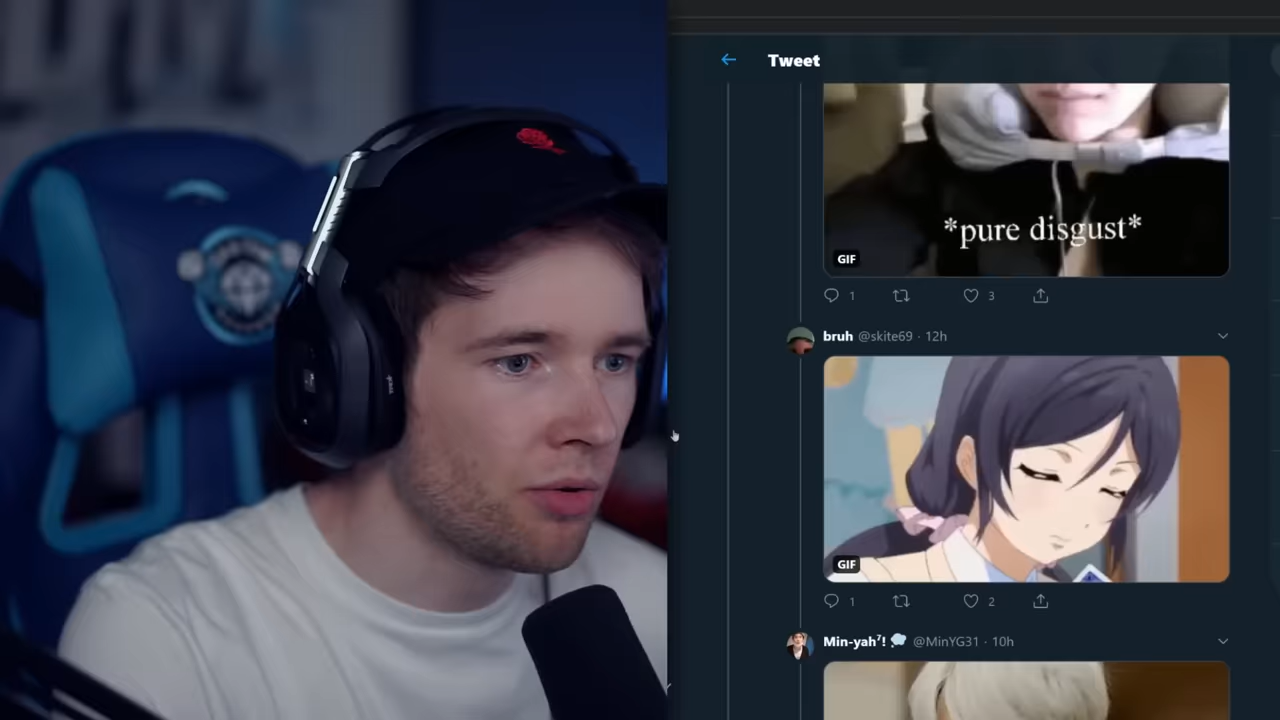 Tweet
*pure disgust*
GIF
1
3
bruh @skite69 · 12h
GIF
1
2
Min-yah⁷! @MinYG31 · 10h